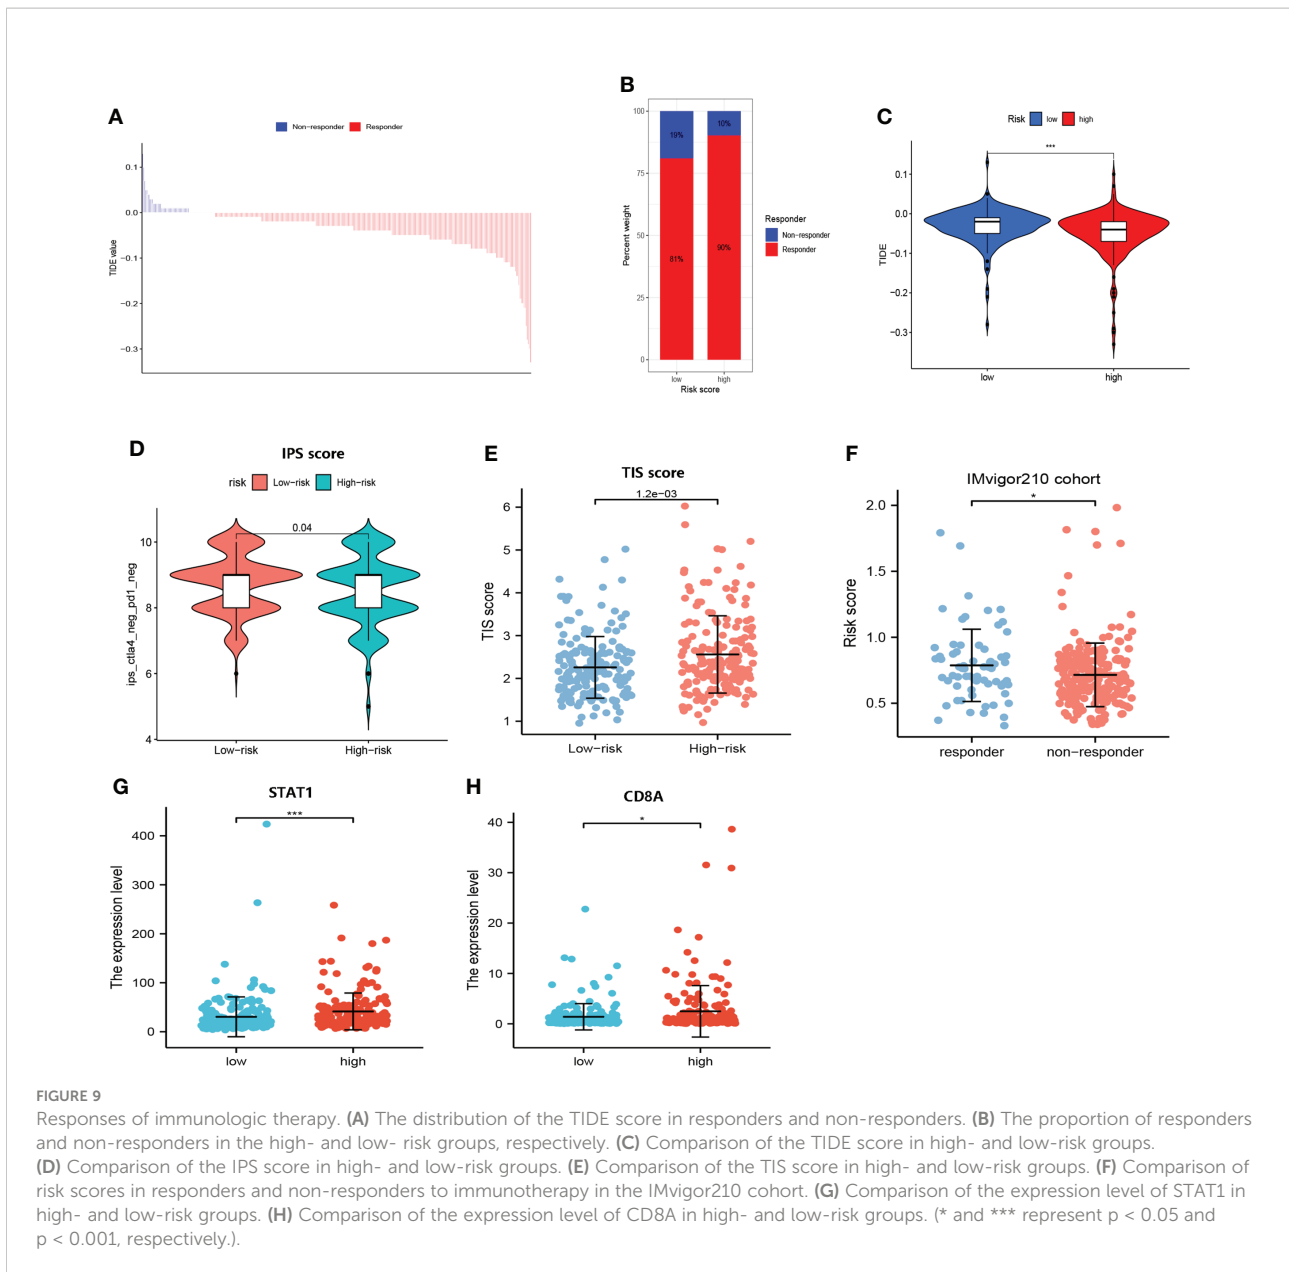 A
Non-responder Responder
TIDE value
0.1
0.0
−0.1
−0.2
−0.3
B
Percent weight
100
75
50
25
0
19%
10%
81%
90%
low high
Risk score
Responder
Non-responder
Responder
C
Risk low high
***
TIDE
0.1
0.0
−0.1
−0.2
−0.3
low high
D
IPS score
risk Low−risk High−risk
0.04
ips_ctla4_neg_pd1_neg
10
8
6
4
Low−risk High−risk
E
TIS score
1.2e−03
TIS score
6
5
4
3
2
1
Low−risk High−risk
F
IMvigor210 cohort
*
Risk score
2.0
1.5
1.0
0.5
responder non−responder
G
STAT1
***
The expression level
400
300
200
100
0
low high
H
CD8A
*
The expression level
40
30
20
10
0
low high
FIGURE 9
Responses of immunologic therapy. (A) The distribution of the TIDE score in responders and non-responders. (B) The proportion of responders
and non-responders in the high- and low- risk groups, respectively. (C) Comparison of the TIDE score in high- and low-risk groups.
(D) Comparison of the IPS score in high- and low-risk groups. (E) Comparison of the TIS score in high- and low-risk groups. (F) Comparison of
risk scores in responders and non-responders to immunotherapy in the IMvigor210 cohort. (G) Comparison of the expression level of STAT1 in
high- and low-risk groups. (H) Comparison of the expression level of CD8A in high- and low-risk groups. (* and *** represent p < 0.05 and
p < 0.001, respectively.).